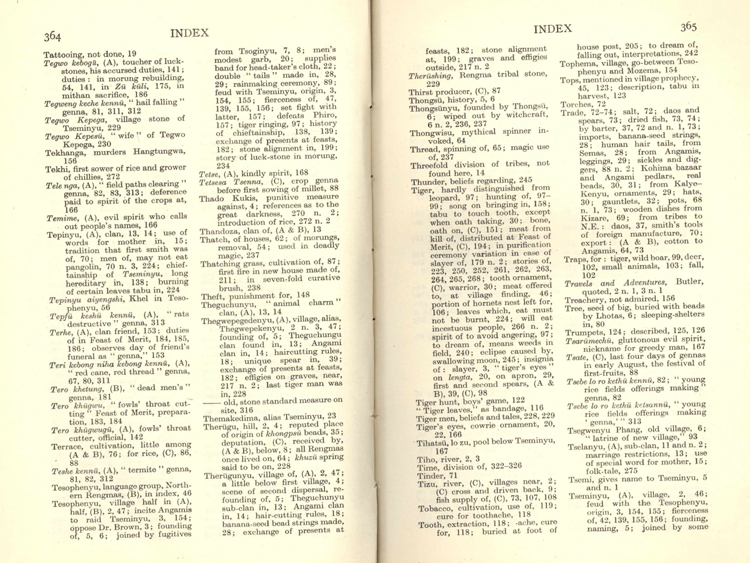 364
INDEX
Tattooing, not done, 19
Tegwo kebogü, (A), toucher of luck-
stones, his accursed duties, 141;
duties: in morung rebuilding,
54, 141, in Zü küli, 175, in
mithan sacrifice, 186
Tegweng keche kennü, "hail falling"
genna, 81, 311, 312
Tegwo Kepega, village stone of
Tseminyu, 229
Tegwo Kepesü, "wife" of Tegwo
Kepega, 230
Tekhanga, murders Hangtungwa,
156
Tekhi, first sower of rice and grower
of chillies, 272
Tele nga, (A), "field paths clearing"
genna, 82, 83, 313; deference
paid to spirit of the crops at,
166
Temime, (A), evil spirit who calls
out people's names, 166
Tepinyu, (A), clan, 13, 14; use of
words for mother in, 15;
tradition that first smith was
of, 70; men of, may not eat
pangolin, 70 n. 3, 224; chief-
tainship of Tseminyu, long
hereditary in, 138; burning
of certain leaves tabu in, 224
Tepinyu aiyengshi, Khel in Teso-
phenyu, 56
Tepfü keshü kennü, (A), "rats
destructive" genna, 313
Terhe, (A), clan friend, 153; duties
of in Feast of Merit, 184, 185,
186; observes day of friend's
funeral as "genna," 153
Teri kebong nüha kebong kennü, (A),
"red cane, red thread" genna,
67, 80, 311
Tero khetung, (B), "dead men's"
genna, 181
Tero khügwu, "fowls' throat cut-
ting" Feast of Merit, prepara-
tion, 183, 184
Tero khügwugü, (A), fowls' throat
cutter, official, 142
Terrace, cultivation, little among
(A & B), 76; for rice, (C), 86,
88
Teshe kennü, (A), "termite" genna,
81, 82, 312
Tesophenyu, language group, North-
ern Rengmas, (B), in index, 46
Tesophenyu, village half in (A),
half, (B), 2, 47; incite Angamis
to raid Tseminyu, 3, 154;
oppose Dr. Brown, 3; founding
of, 5, 6; joined by fugitives
from Tsoginyu, 7, 8; men's
modest garb, 20; supplies
band for head-taker's cloth, 22;
double "tails" made in, 28,
29; rainmaking ceremony, 89;
feud with Tseminyu, origin, 3,
154, 155; fierceness of, 47,
139, 155, 156; set fight with
latter, 157; defeats Phiro,
157; tiger ringing, 97; history
of chieftainship, 138, 139;
exchange of presents at feasts,
182; stone alignment in, 199;
story of luck-stone in morung,
234
Tetse, (A), kindly spirit, 168
Tetsesa Tsenna, (C), crop genna
before first sowing of millet, 88
Thado Kukis, punitive measure
against, 4; references as to the
great darkness, 270 n. 2;
introduction of rice, 272 n. 2
Thandoza, clan of, (A & B), 13
Thatch, of houses, 62; of morungs,
removal, 54; used in deadly
magic, 237
Thatching grass, cultivation of, 87;
first fire in new house made of,
211; in seven-fold curative
brush, 238
Theft, punishment for, 148
Theguchunyu, "animal charm"
clan, (A), 13, 14
Thegwepegedenyu, (A), village, alias,
Thegwepekenyu, 2 n. 3, 47;
founding of, 5; Theguchungu
clan found in, 13; Angami
clan in, 14; haircutting rules,
18; unique spear in, 39;
exchange of presents at feasts,
182; effigies on graves, near,
217 n. 2; last tiger man was
in, 228
—— old, stone standard measure on
site, 316
Themakedima, alias Tseminyu, 23
Therügu, hill, 2, 4; reputed place
of origin of khongpsü beads, 35;
deputation, (C), received by,
(A & B), below, 8; all Rengmas
once lived on, 64; khuzü spring
said to be on, 228
Therügunyu, village of, (A), 2, 47;
a little below first village, 4;
scene of second dispersal, re-
founding of, 5; Theguchunyu
sub-clan in, 13; Angami clan
in, 14; hair-cutting rules, 18;
banana-seed bead strings made,
28; exchange of presents at
INDEX
365
feasts, 182; stone alignment
at, 199; graves and effigies
outside, 217 n. 2
Therüshing, Rengma tribal stone,
229
Thirst producer, (C), 87
Thongsü, history, 5, 6
Thongsünyu, founded by Thongsü,
6; wiped out by witchcraft,
6 n. 2, 236, 237
Thongwisu, mythical spinner in-
voked, 64
Thread, spinning of, 65; magic use
of, 237
Threefold division of tribes, not
found here, 14
Thunder, beliefs regarding, 245
Tiger, hardly distinguished from
leopard, 97; hunting of, 97–
99; song on bringing in, 158;
tabu to touch tooth, except
when oath taking, 30; bone,
oath on, (C), 151; meat from
kill of, distributed at Feast of
Merit, (C), 194; in purification
ceremony variation in case of
slayer of, 179 n. 2; stories of,
223, 250, 252, 261, 262, 263,
264, 265, 268; tooth ornament,
(C), warrior, 30; meat offered
to, at village finding, 46;
portion of hornets nest left for,
106; leaves which, eat must
not be burnt, 224; will eat
incestuous people, 266 n. 2;
spirit of to avoid angering, 97;
to dream of, means weeds in
field, 240; eclipse caused by,
swallowing moon, 245; insignia
of: slayer, 3, "tiger's eyes"
on lengta, 20, on apron, 29,
first and second spears, (A &
B), 39, (C), 98
Tiger hunt, boys' game, 122
"Tiger leaves," as bandage, 116
Tiger men, beliefs and tales, 228, 229
Tiger's eyes, cowrie ornament, 20,
22, 166
Tihatsü, lo zu, pool below Tseminyu,
167
Tiho, river, 2, 3
Time, division of, 322–326
Tinder, 71
Tizu, river, (C), villages near, 2;
(C) cross and driven back, 9;
fish supply of, (C), 73, 107, 108
Tobacco, cultivation, use of, 119;
cure for toothache, 118
Tooth, extraction, 118; -ache, cure
for, 118; buried at foot of
house post, 205; to dream of,
falling out, interpretations, 242
Tophema, village, go-between Teso-
phenyu and Mozema, 154
Tops, mentioned in village prophecy,
45, 123; description, tabu in
harvest, 123
Torches, 72
Trade, 72–74; salt, 72; daos and
spears, 73; dried fish, 73, 74;
by barter, 37, 72 and n. 1, 73;
imports, banana-seed strings,
28; human hair tails, from
Semas, 28; from Angamis,
leggings, 29; sickles and dig-
gers, 88 n. 2; Kohima bazaar
and Angami pedlars, real
beads, 30, 31; from Kalyo-
Kenyu, ornaments, 29; hats,
30; gauntlets, 32; pots, 68
n. 1, 73; wooden dishes from
Kizare, 69; from tribes to
N.E.: daos, 37, smith's tools
of foreign manufacture, 70;
export: (A & B), cotton to
Angamis, 64, 73
Traps, for: tiger, wild boar, 99, deer,
102, small animals, 103; fall,
102
Travels and Adventures, Butler,
quoted, 2 n. 1, 3 n. 1
Treachery, not admired, 156
Tree, seed of big, buried with beads
by Lhotas, 6; sleeping-shelters
in, 80
Trumpets, 124; described, 125, 126
Tsarümechü, gluttonous evil spirit,
nickname for greedy man, 167
Tsate, (C), last four days of gennas
in early August, the festival of
first-fruits, 88
Tsebe lo ro kethü kennü, 82; "young
rice fields offerings making"
genna, 82
Tsebe lo ro kethü ketsannü, "young
rice fields offerings making
'genna,'" 313
Tsegwenyu Phang, old village, 6;
"latrine of new village," 93
Tselanyu, (A), sub-clan, 11 and n. 2;
marriage restrictions, 13; use
of special word for mother, 15;
folk-tale, 275
Tsemi, gives name to Tseminyu, 5
and n. 1
Tseminyu, (A), village, 2, 46;
feud with the Tesophenyu,
origin, 3, 154, 155; fierceness
of, 42, 139, 155, 156; founding,
naming, 5; joined by some